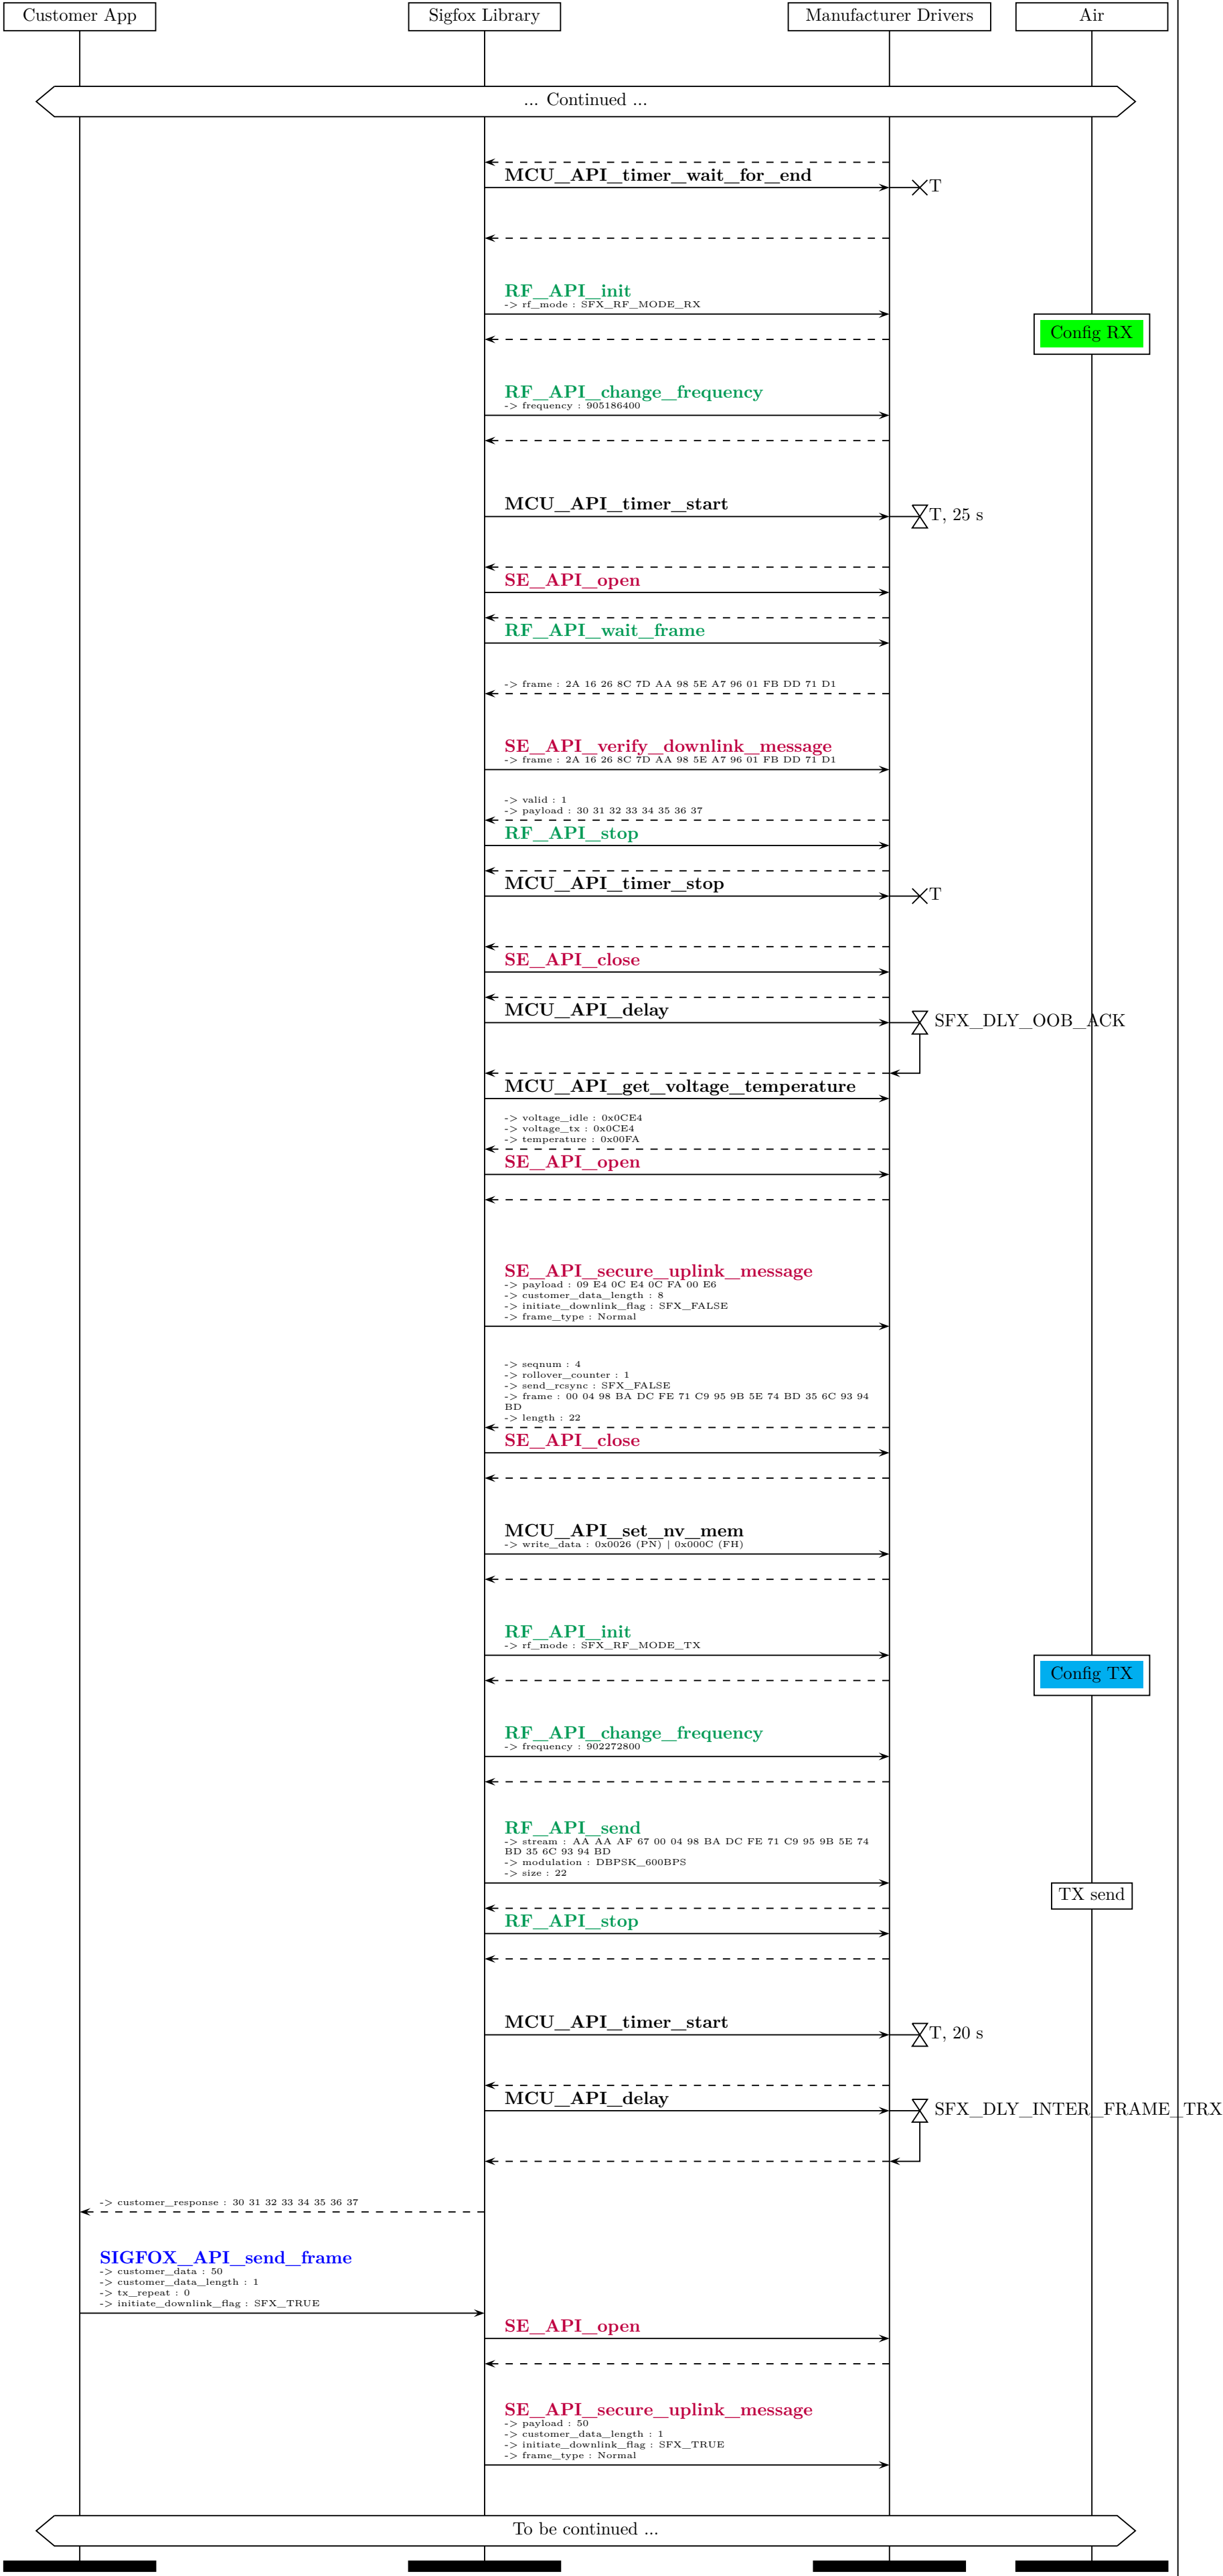 Customer App
Sigfox Library
Manufacturer Drivers
Air
... Continued ...
MCU_API_timer_wait_for_end
T
RF_API_init
-> rf_mode : SFX_RF_MODE_RX
Config RX
RF_API_change_frequency
-> frequency : 905186400
MCU_API_timer_start
T, 25 s
SE_API_open
RF_API_wait_frame
-> frame : 2A 16 26 8C 7D AA 98 5E A7 96 01 FB DD 71 D1
SE_API_verify_downlink_message
-> frame : 2A 16 26 8C 7D AA 98 5E A7 96 01 FB DD 71 D1
-> valid : 1
-> payload : 30 31 32 33 34 35 36 37
RF_API_stop
MCU_API_timer_stop
T
SE_API_close
MCU_API_delay
SFX_DLY_OOB_ACK
MCU_API_get_voltage_temperature
-> voltage_idle : 0x0CE4
-> voltage_tx : 0x0CE4
-> temperature : 0x00FA
SE_API_open
SE_API_secure_uplink_message
-> payload : 09 E4 0C E4 0C FA 00 E6
-> customer_data_length : 8
-> initiate_downlink_flag : SFX_FALSE
-> frame_type : Normal
-> seqnum : 4
-> rollover_counter : 1
-> send_rcsync : SFX_FALSE
-> frame : 00 04 98 BA DC FE 71 C9 95 9B 5E 74 BD 35 6C 93 94
BD
-> length : 22
SE_API_close
MCU_API_set_nv_mem
-> write_data : 0x0026 (PN) | 0x000C (FH)
RF_API_init
-> rf_mode : SFX_RF_MODE_TX
Config TX
RF_API_change_frequency
-> frequency : 902272800
RF_API_send
-> stream : AA AA AF 67 00 04 98 BA DC FE 71 C9 95 9B 5E 74
BD 35 6C 93 94 BD
-> modulation : DBPSK_600BPS
-> size : 22
TX send
RF_API_stop
MCU_API_timer_start
T, 20 s
MCU_API_delay
SFX_DLY_INTER_FRAME_TRX
-> customer_response : 30 31 32 33 34 35 36 37
SIGFOX_API_send_frame
-> customer_data : 50
-> customer_data_length : 1
-> tx_repeat : 0
-> initiate_downlink_flag : SFX_TRUE
SE_API_open
SE_API_secure_uplink_message
-> payload : 50
-> customer_data_length : 1
-> initiate_downlink_flag : SFX_TRUE
-> frame_type : Normal
To be continued ...